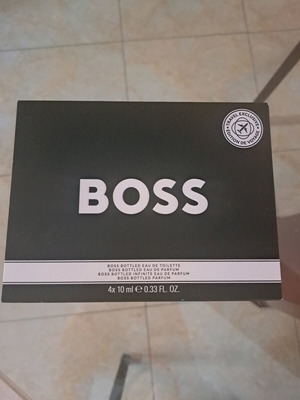 TRAVEL EXCLUSIVE
EDITION DE VOYAGE
BOSS
BOSS BOTTLED EAU DE TOILETTE
BOSS BOTTLED EAU DE PARFUM
BOSS BOTTLED INFINITE EAU DE PARFUM
BOSS BOTTLED PARFUM
4x 10 ml ℮ 0.33 FL. OZ.